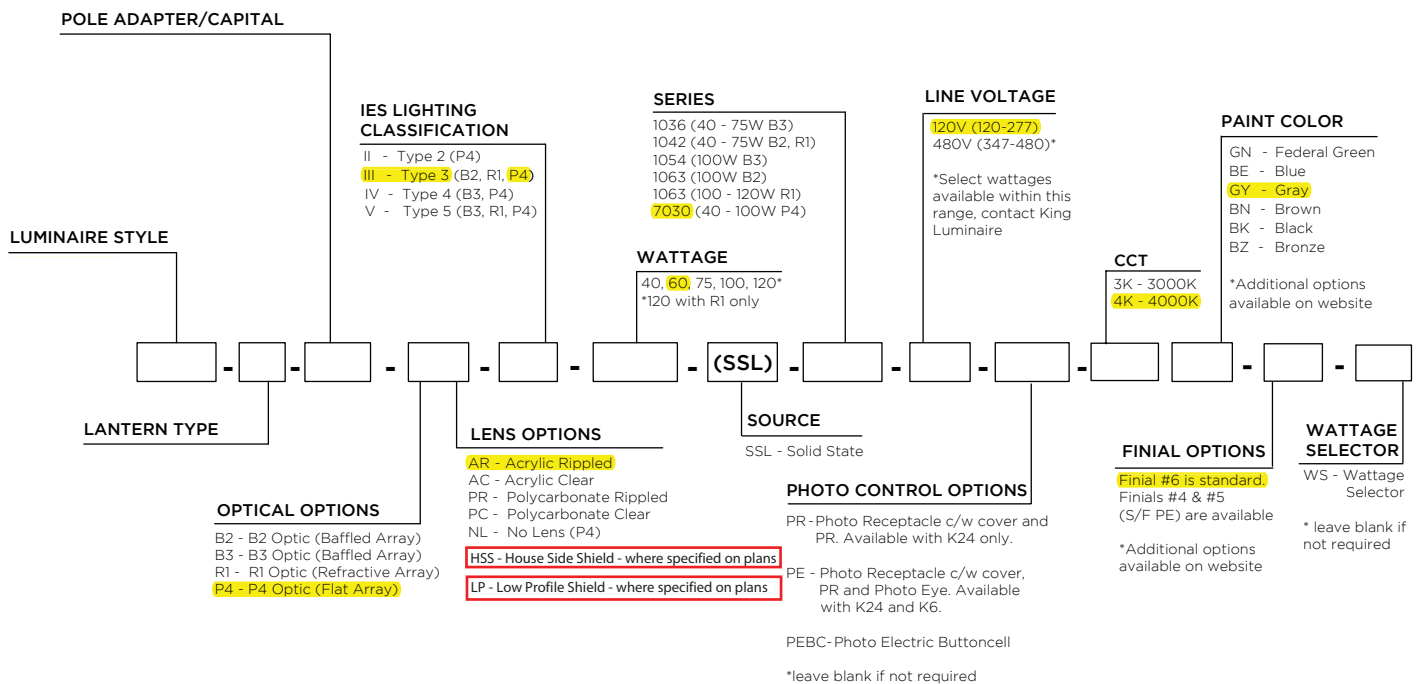 POLE ADAPTER/CAPITAL
IES LIGHTING
CLASSIFICATION
II - Type 2 (P4)
III - Type 3 (B2, R1, P4)
IV - Type 4 (B3, P4)
V - Type 5 (B3, R1, P4)
SERIES
1036 (40 - 75W B3)
1042 (40 - 75W B2, R1)
1054 (100W B3)
1063 (100W B2)
1063 (100 - 120W R1)
7030 (40 - 100W P4)
LINE VOLTAGE
120V (120-277)
480V (347-480)*
*Select wattages
available within this
range, contact King
Luminaire
PAINT COLOR
GN - Federal Green
BE - Blue
GY - Gray
BN - Brown
BK - Black
BZ - Bronze
*Additional options
available on website
LUMINAIRE STYLE
WATTAGE
40, 60, 75, 100, 120*
*120 with R1 only
CCT
3K - 3000K
4K - 4000K
- - - - - - (SSL) - - - - - -
LANTERN TYPE
OPTICAL OPTIONS
B2 - B2 Optic (Baffled Array)
B3 - B3 Optic (Baffled Array)
R1 - R1 Optic (Refractive Array)
P4 - P4 Optic (Flat Array)
LENS OPTIONS
AR - Acrylic Rippled
AC - Acrylic Clear
PR - Polycarbonate Rippled
PC - Polycarbonate Clear
NL - No Lens (P4)
HSS - House Side Shield - where specified on plans
LP - Low Profile Shield - where specified on plans
SOURCE
SSL - Solid State
PHOTO CONTROL OPTIONS
PR-Photo Receptacle c/w cover and
PR. Available with K24 only.
PE - Photo Receptacle c/w cover,
PR and Photo Eye. Available
with K24 and K6.
PEBC-Photo Electric Buttoncell
*leave blank if not required
FINIAL OPTIONS
Finial #6 is standard.
Finials #4 & #5
(S/F PE) are available
*Additional options
available on website
WATTAGE
SELECTOR
WS - Wattage
Selector
* leave blank if
not required